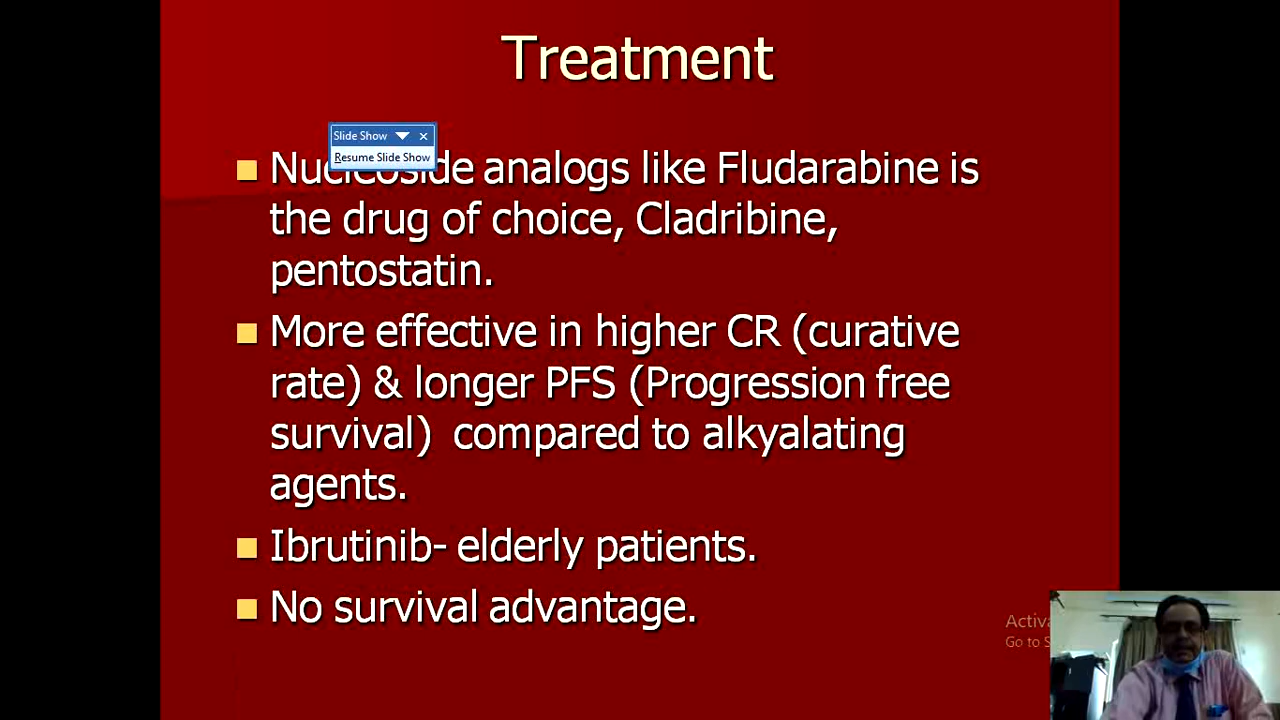 Treatment
Slide Show
Resume Slide Show
Nucleoside analogs like Fludarabine is
the drug of choice, Cladribine,
pentostatin.
More effective in higher CR (curative
rate) & longer PFS (Progression free
survival) compared to alkyalating
agents.
Ibrutinib- elderly patients.
No survival advantage.
Activa
Go to S